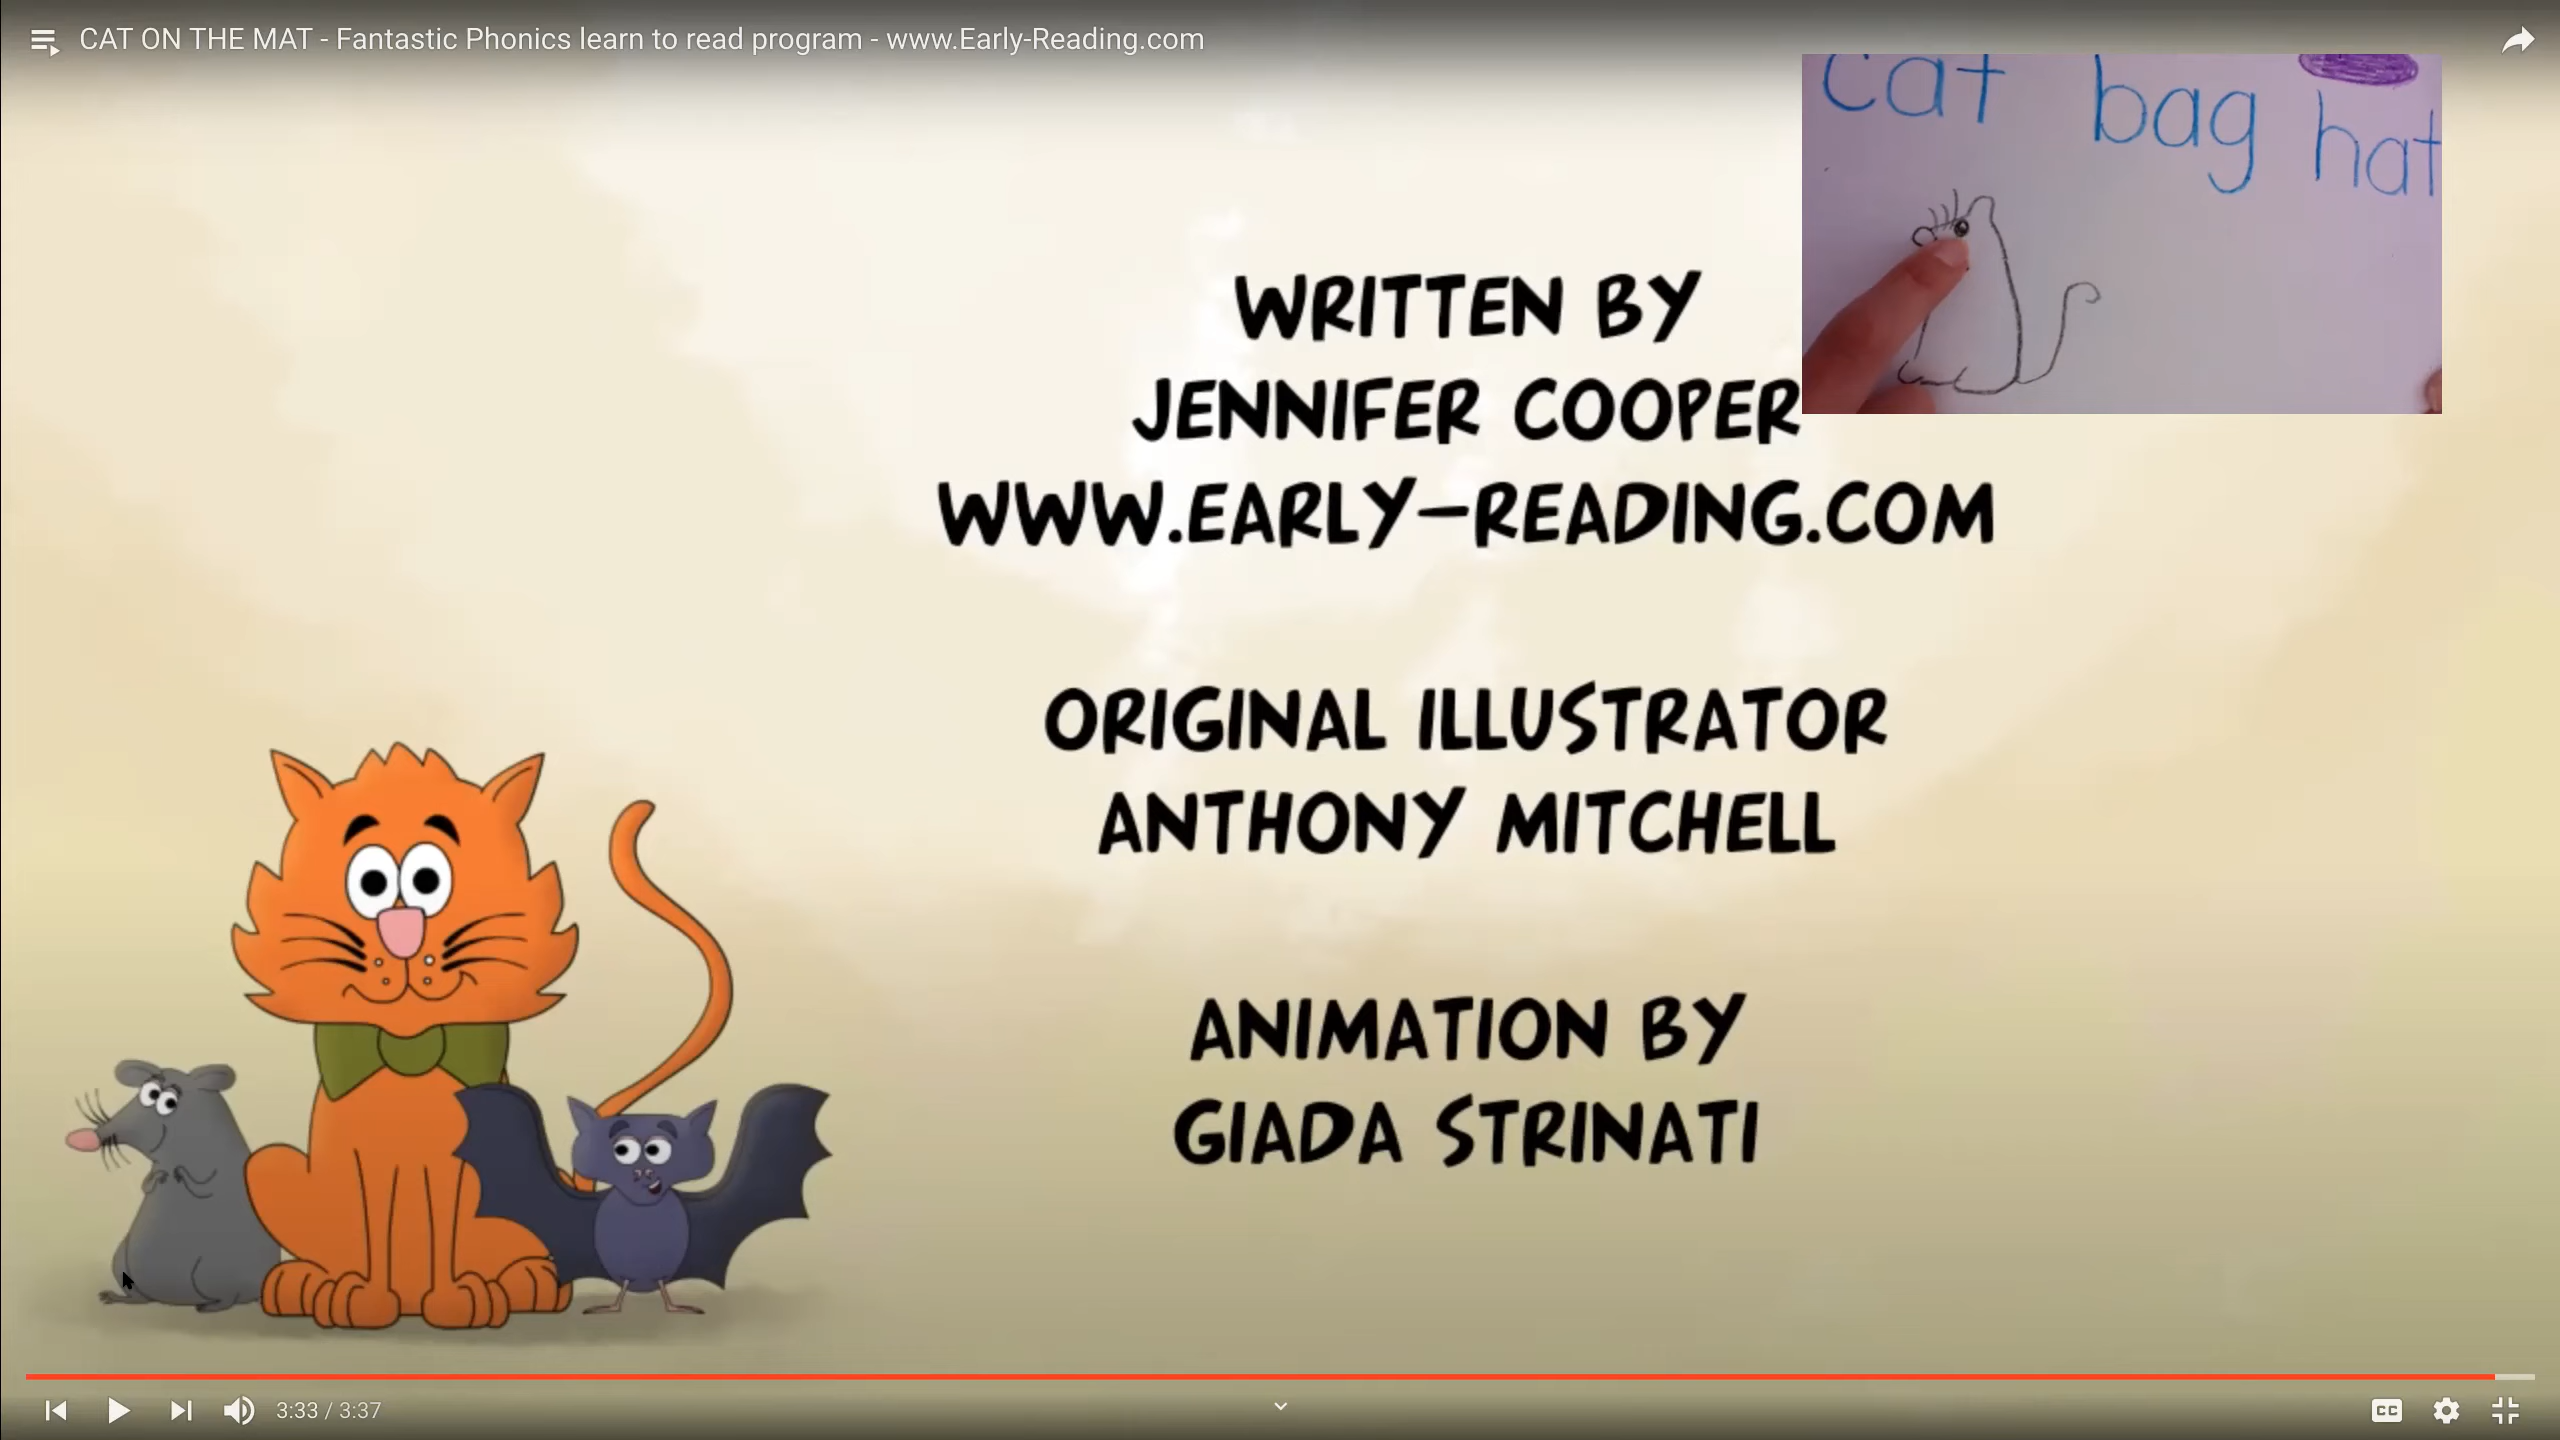 CAT ON THE MAT - Fantastic Phonics learn to read program - www.Early-Reading.com
cat bag hat
WRITTEN BY
JENNIFER COOPER
WWW.EARLY-READING.COM
ORIGINAL ILLUSTRATOR
ANTHONY MITCHELL
ANIMATION BY
GIADA STRINATI
3:33 / 3:37
CC